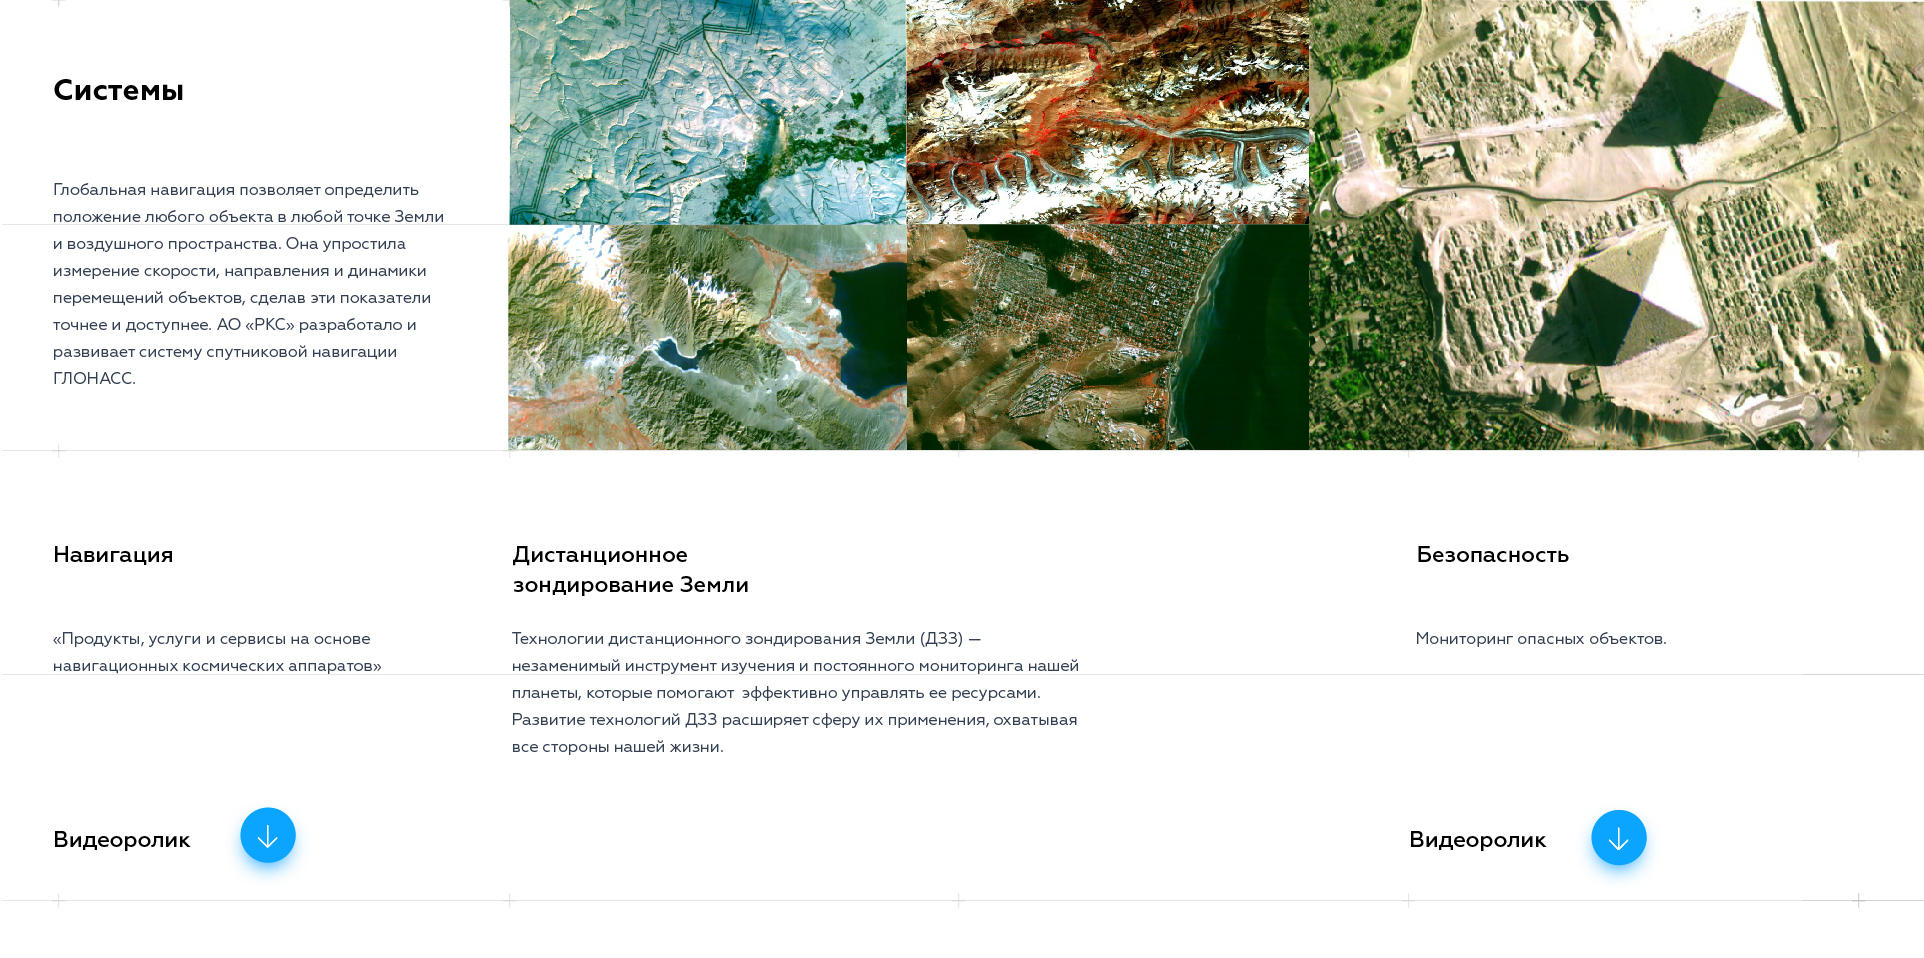 Системы
Глобальная навигация позволяет определить
положение любого объекта в любой точке Земли
и воздушного пространства. Она упростила
измерение скорости, направления и динамики
перемещений объектов, сделав эти показатели
точнее и доступнее. АО «РКС» разработало и
развивает систему спутниковой навигации
ГЛОНАСС.
Навигация
«Продукты, услуги и сервисы на основе
навигационных космических аппаратов»
Видеоролик
Дистанционное
зондирование Земли
Технологии дистанционного зондирования Земли (ДЗЗ) —
незаменимый инструмент изучения и постоянного мониторинга нашей
планеты, которые помогают эффективно управлять ее ресурсами.
Развитие технологий ДЗЗ расширяет сферу их применения, охватывая
все стороны нашей жизни.
Безопасность
Мониторинг опасных объектов.
Видеоролик